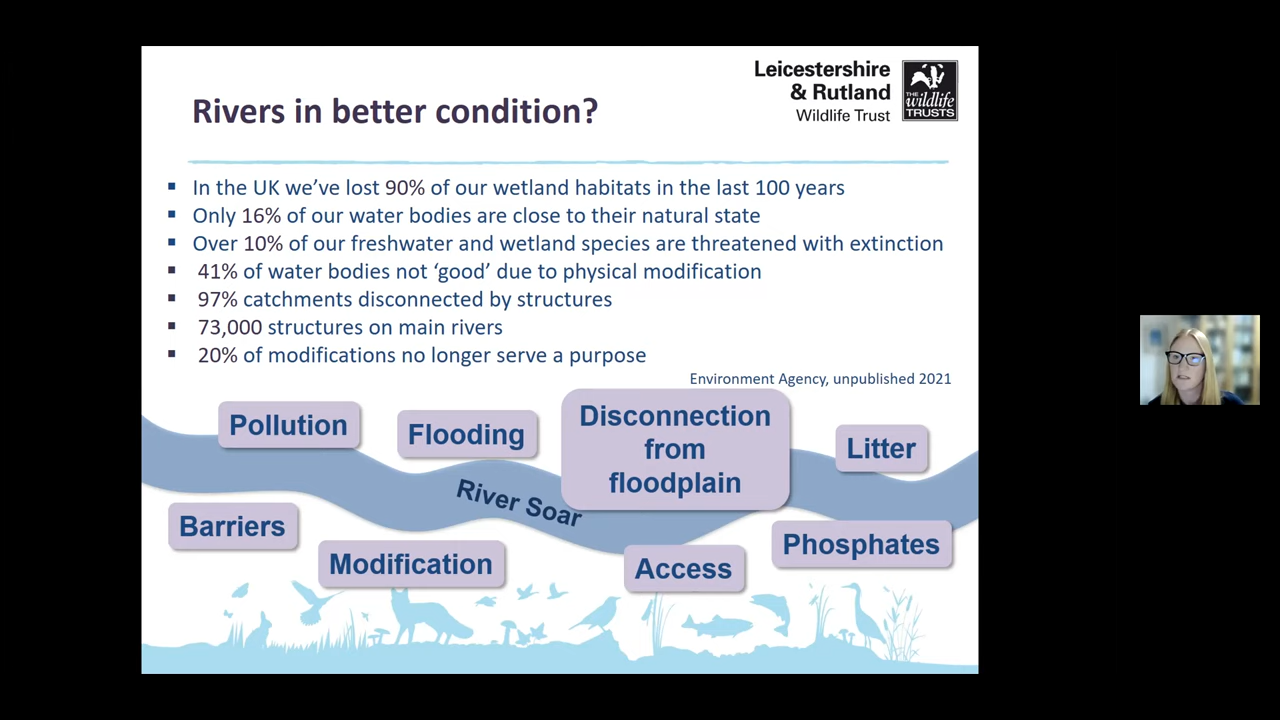 Leicestershire
& Rutland
Wildlife Trust
THE
wildlife
TRUSTS
Rivers in better condition?
In the UK we’ve lost 90% of our wetland habitats in the last 100 years
Only 16% of our water bodies are close to their natural state
Over 10% of our freshwater and wetland species are threatened with extinction
41% of water bodies not ‘good’ due to physical modification
97% catchments disconnected by structures
73,000 structures on main rivers
20% of modifications no longer serve a purpose
Environment Agency, unpublished 2021
Pollution
Flooding
Disconnection
from
floodplain
Litter
River Soar
Barriers
Modification
Access
Phosphates